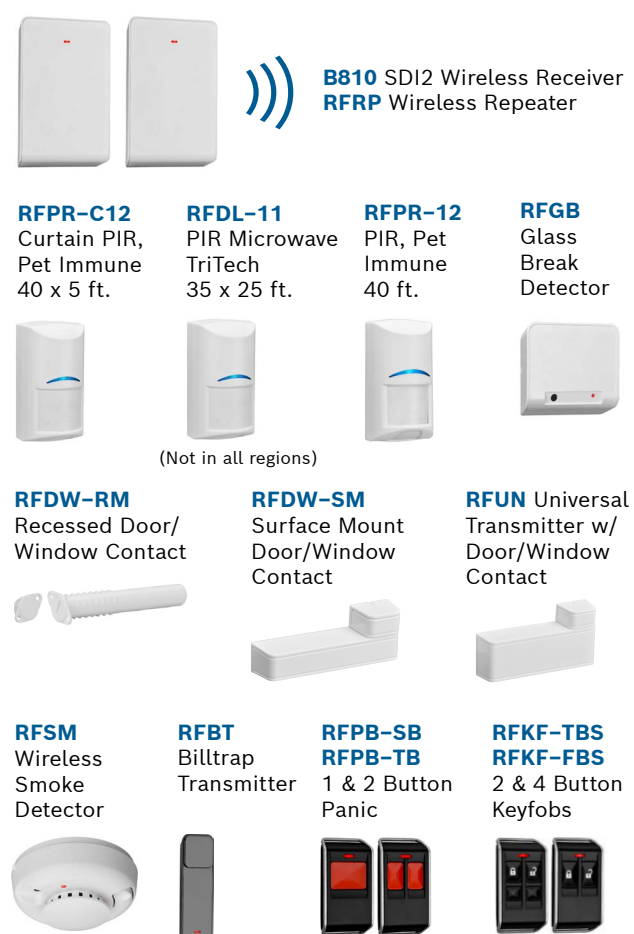 B810 SDI2 Wireless Receiver
RFRP Wireless Repeater
RFPR–C12
Curtain PIR,
Pet Immune
40 x 5 ft.
RFDL–11
PIR Microwave
TriTech
35 x 25 ft.
(Not in all regions)
RFPR–12
PIR, Pet
Immune
40 ft.
RFGB
Glass
Break
Detector
RFDW–RM
Recessed Door/
Window Contact
RFDW–SM
Surface Mount
Door/Window
Contact
RFUN Universal
Transmitter w/
Door/Window
Contact
RFSM
Wireless
Smoke
Detector
RFBT
Billtrap
Transmitter
RFPB–SB
RFPB–TB
1 & 2 Button
Panic
RFKF–TBS
RFKF–FBS
2 & 4 Button
Keyfobs